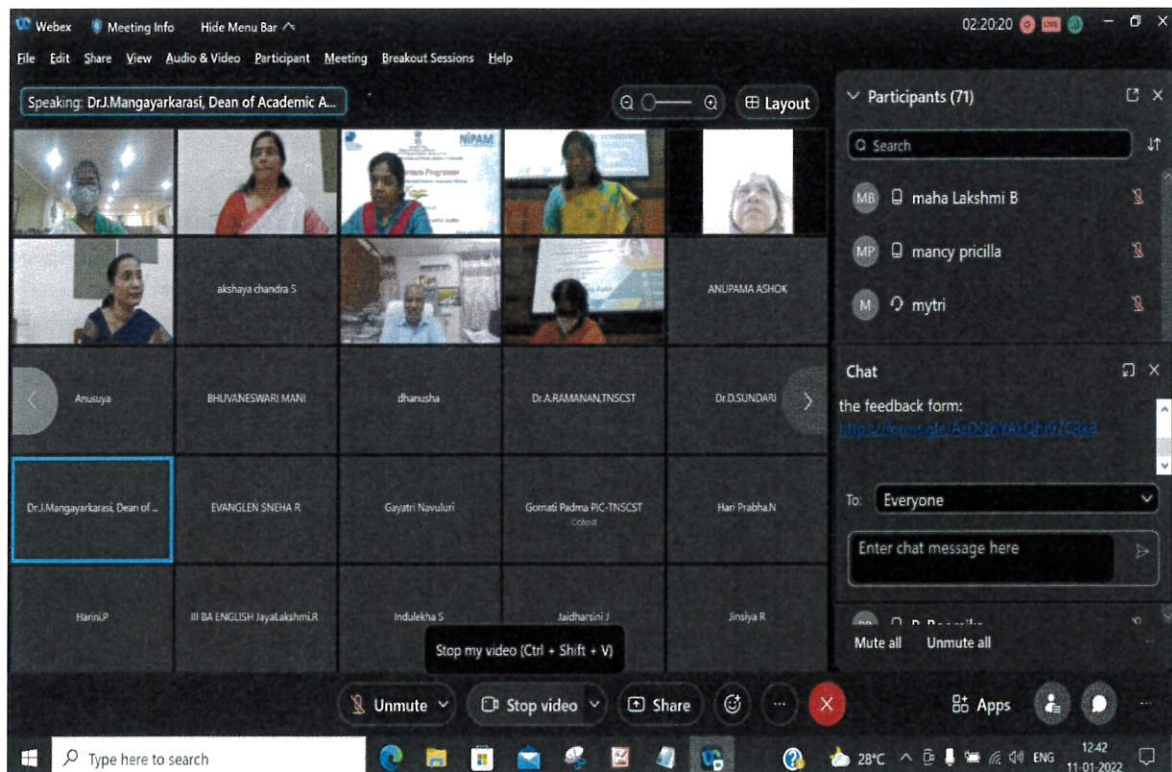 Webex Meeting Info Hide Menu Bar 02:20:20 LIVE
File Edit Share View Audio & Video Participant Meeting Breakout Sessions Help
Speaking: Dr.J.Mangayarkarasi, Dean of Academic A...
Layout
NiPAM
Programme
akshaya chandra S
ANUPAMA ASHOK
Anusuya
BHUVANESWARI MANI
dhanusha
Dr.A.RAMANAN,TNSCST
Dr.D.SUNDARI
Dr.J.Mangayarkarasi, Dean of ...
EVANGLEN SNEHA R
Gayatri Navuluri
Gomati Padma PIC-TNSCST
Cohost
Hari Prabha.N
Harini.P
III BA ENGLISH JayaLakshmi.R
Indulekha S
Jaidharsini J
Jinsiya R
Stop my video (Ctrl + Shift + V)
Participants (71)
Search
MB maha Lakshmi B
MP mancy pricilla
M mytri
Chat
the feedback form:
To: Everyone
Enter chat message here
Mute all Unmute all
Unmute Stop video Share Apps
Type here to search
28°C ENG
12:42
11-01-2022